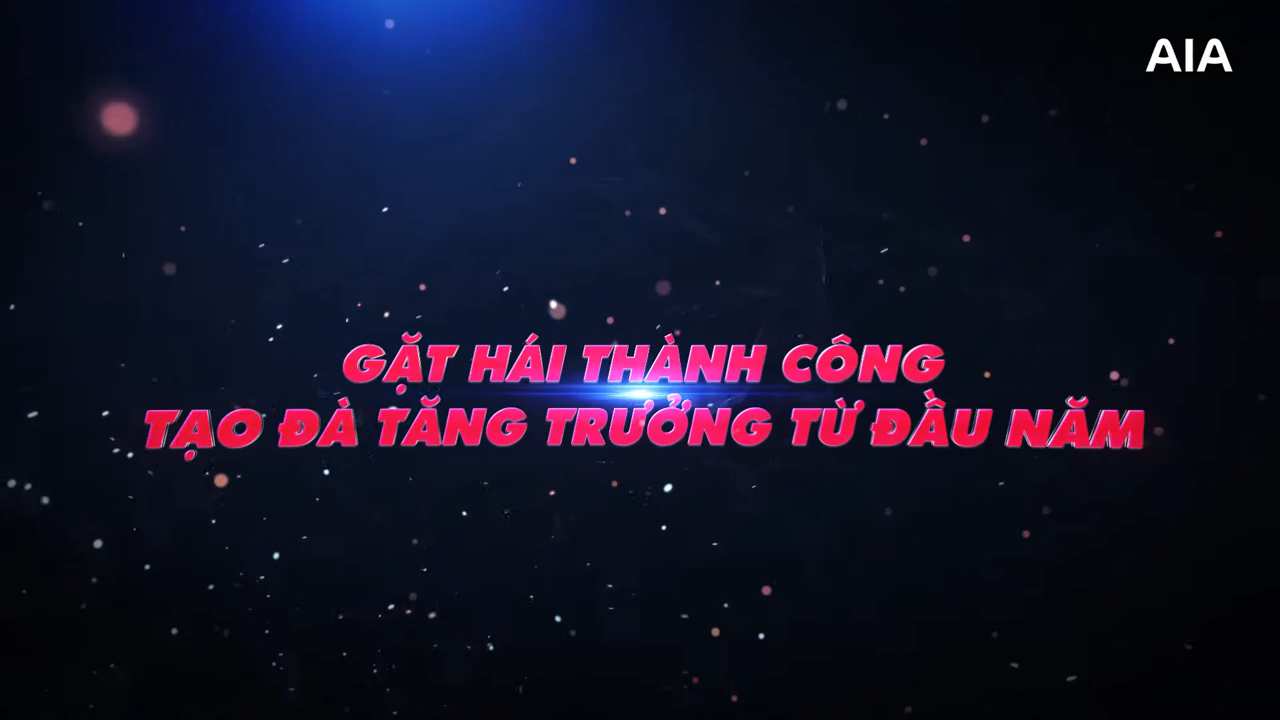 AIA
GẶT HÁI THÀNH CÔNG
TẠO ĐÀ TĂNG TRƯỞNG TỪ ĐẦU NĂM